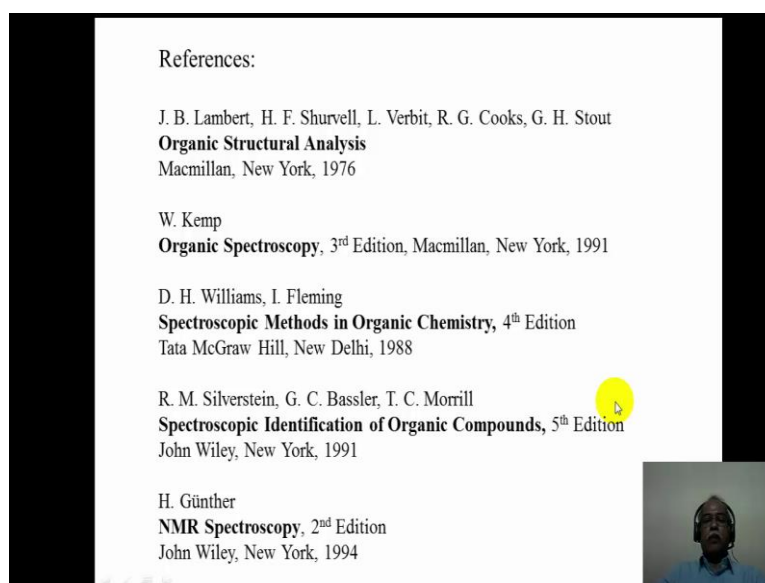 References:
J. B. Lambert, H. F. Shurvell, L. Verbit, R. G. Cooks, G. H. Stout
Organic Structural Analysis
Macmillan, New York, 1976
W. Kemp
Organic Spectroscopy, 3rd Edition, Macmillan, New York, 1991
D. H. Williams, I. Fleming
Spectroscopic Methods in Organic Chemistry, 4th Edition
Tata McGraw Hill, New Delhi, 1988
R. M. Silverstein, G. C. Bassler, T. C. Morrill
Spectroscopic Identification of Organic Compounds, 5th Edition
John Wiley, New York, 1991
H. Günther
NMR Spectroscopy, 2nd Edition
John Wiley, New York, 1994